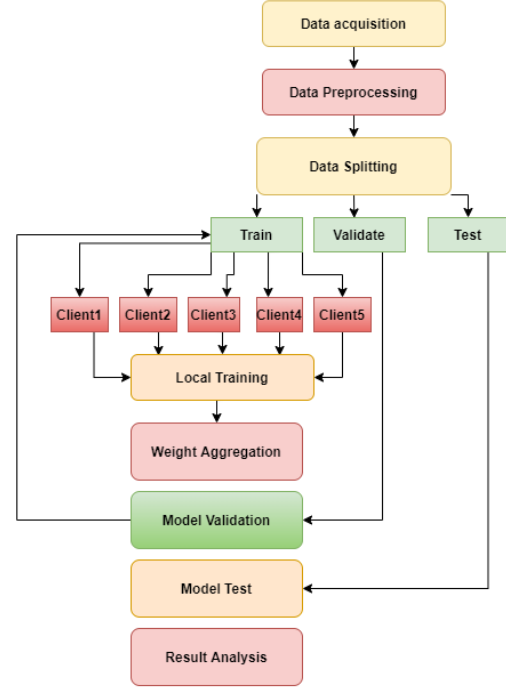 Data acquisition
Data Preprocessing
Data Splitting
Train
Validate
Test
Client1
Client2
Client3
Client4
Client5
Local Training
Weight Aggregation
Model Validation
Model Test
Result Analysis